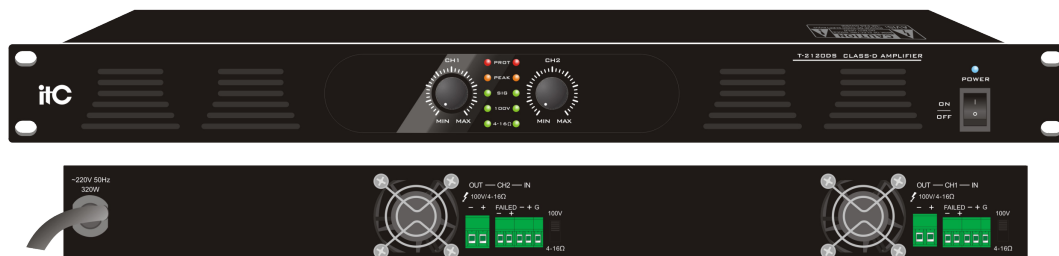 CAUTION
T-2120DS CLASS-D AMPLIFIER
itC
CH1
CH2
PROT
PEAK
SIG
100V
4-16Ω
MIN
MAX
MIN
MAX
POWER
ON
OFF
I
O
~220V 50Hz
320W
OUT — CH2 — IN
100V/4-16Ω
FAILED
− +
− +
− + G
100V
4-16Ω
OUT — CH1 — IN
100V/4-16Ω
FAILED
− +
− +
− + G
100V
4-16Ω